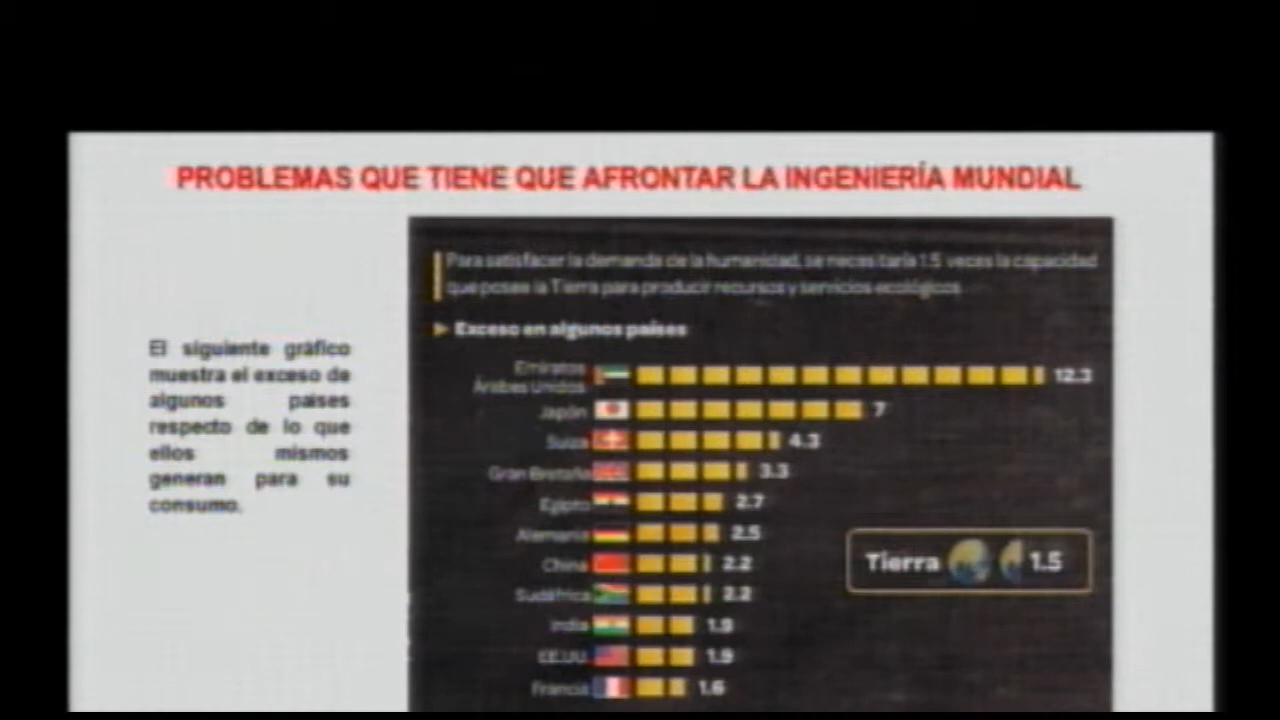 PROBLEMAS QUE TIENE QUE AFRONTAR LA INGENIERÍA MUNDIAL
El siguiente gráfico
muestra el exceso de
algunos países
respecto de lo que
ellos mismos
generan para su
consumo.
Para satisfacer la demanda de la humanidad, se necesitaría 1.5 veces la capacidad
que posee la Tierra para producir recursos y servicios ecológicos
Exceso en algunos países
Emiratos
Árabes Unidos 12.3
Japón 7
Suiza 4.3
Gran Bretaña 3.3
Egipto 2.7
Alemania 2.5
China 2.2
Sudáfrica 2.2
India 1.9
EE.UU. 1.9
Francia 1.6
Tierra 1.5